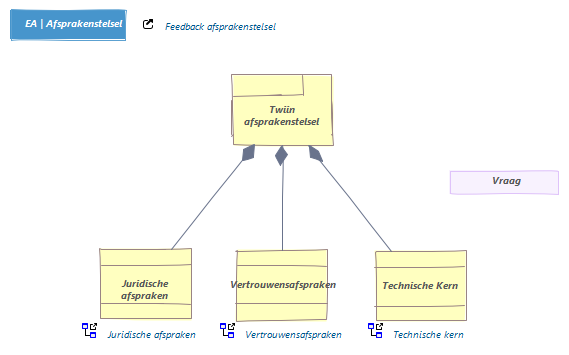 EA | Afsprakenstelsel
Feedback afsprakenstelsel
Twiin
afsprakenstelsel
Vraag
Juridische
afspraken
Vertrouwensafspraken
Technische Kern
Juridische afspraken
Vertrouwensafspraken
Technische kern